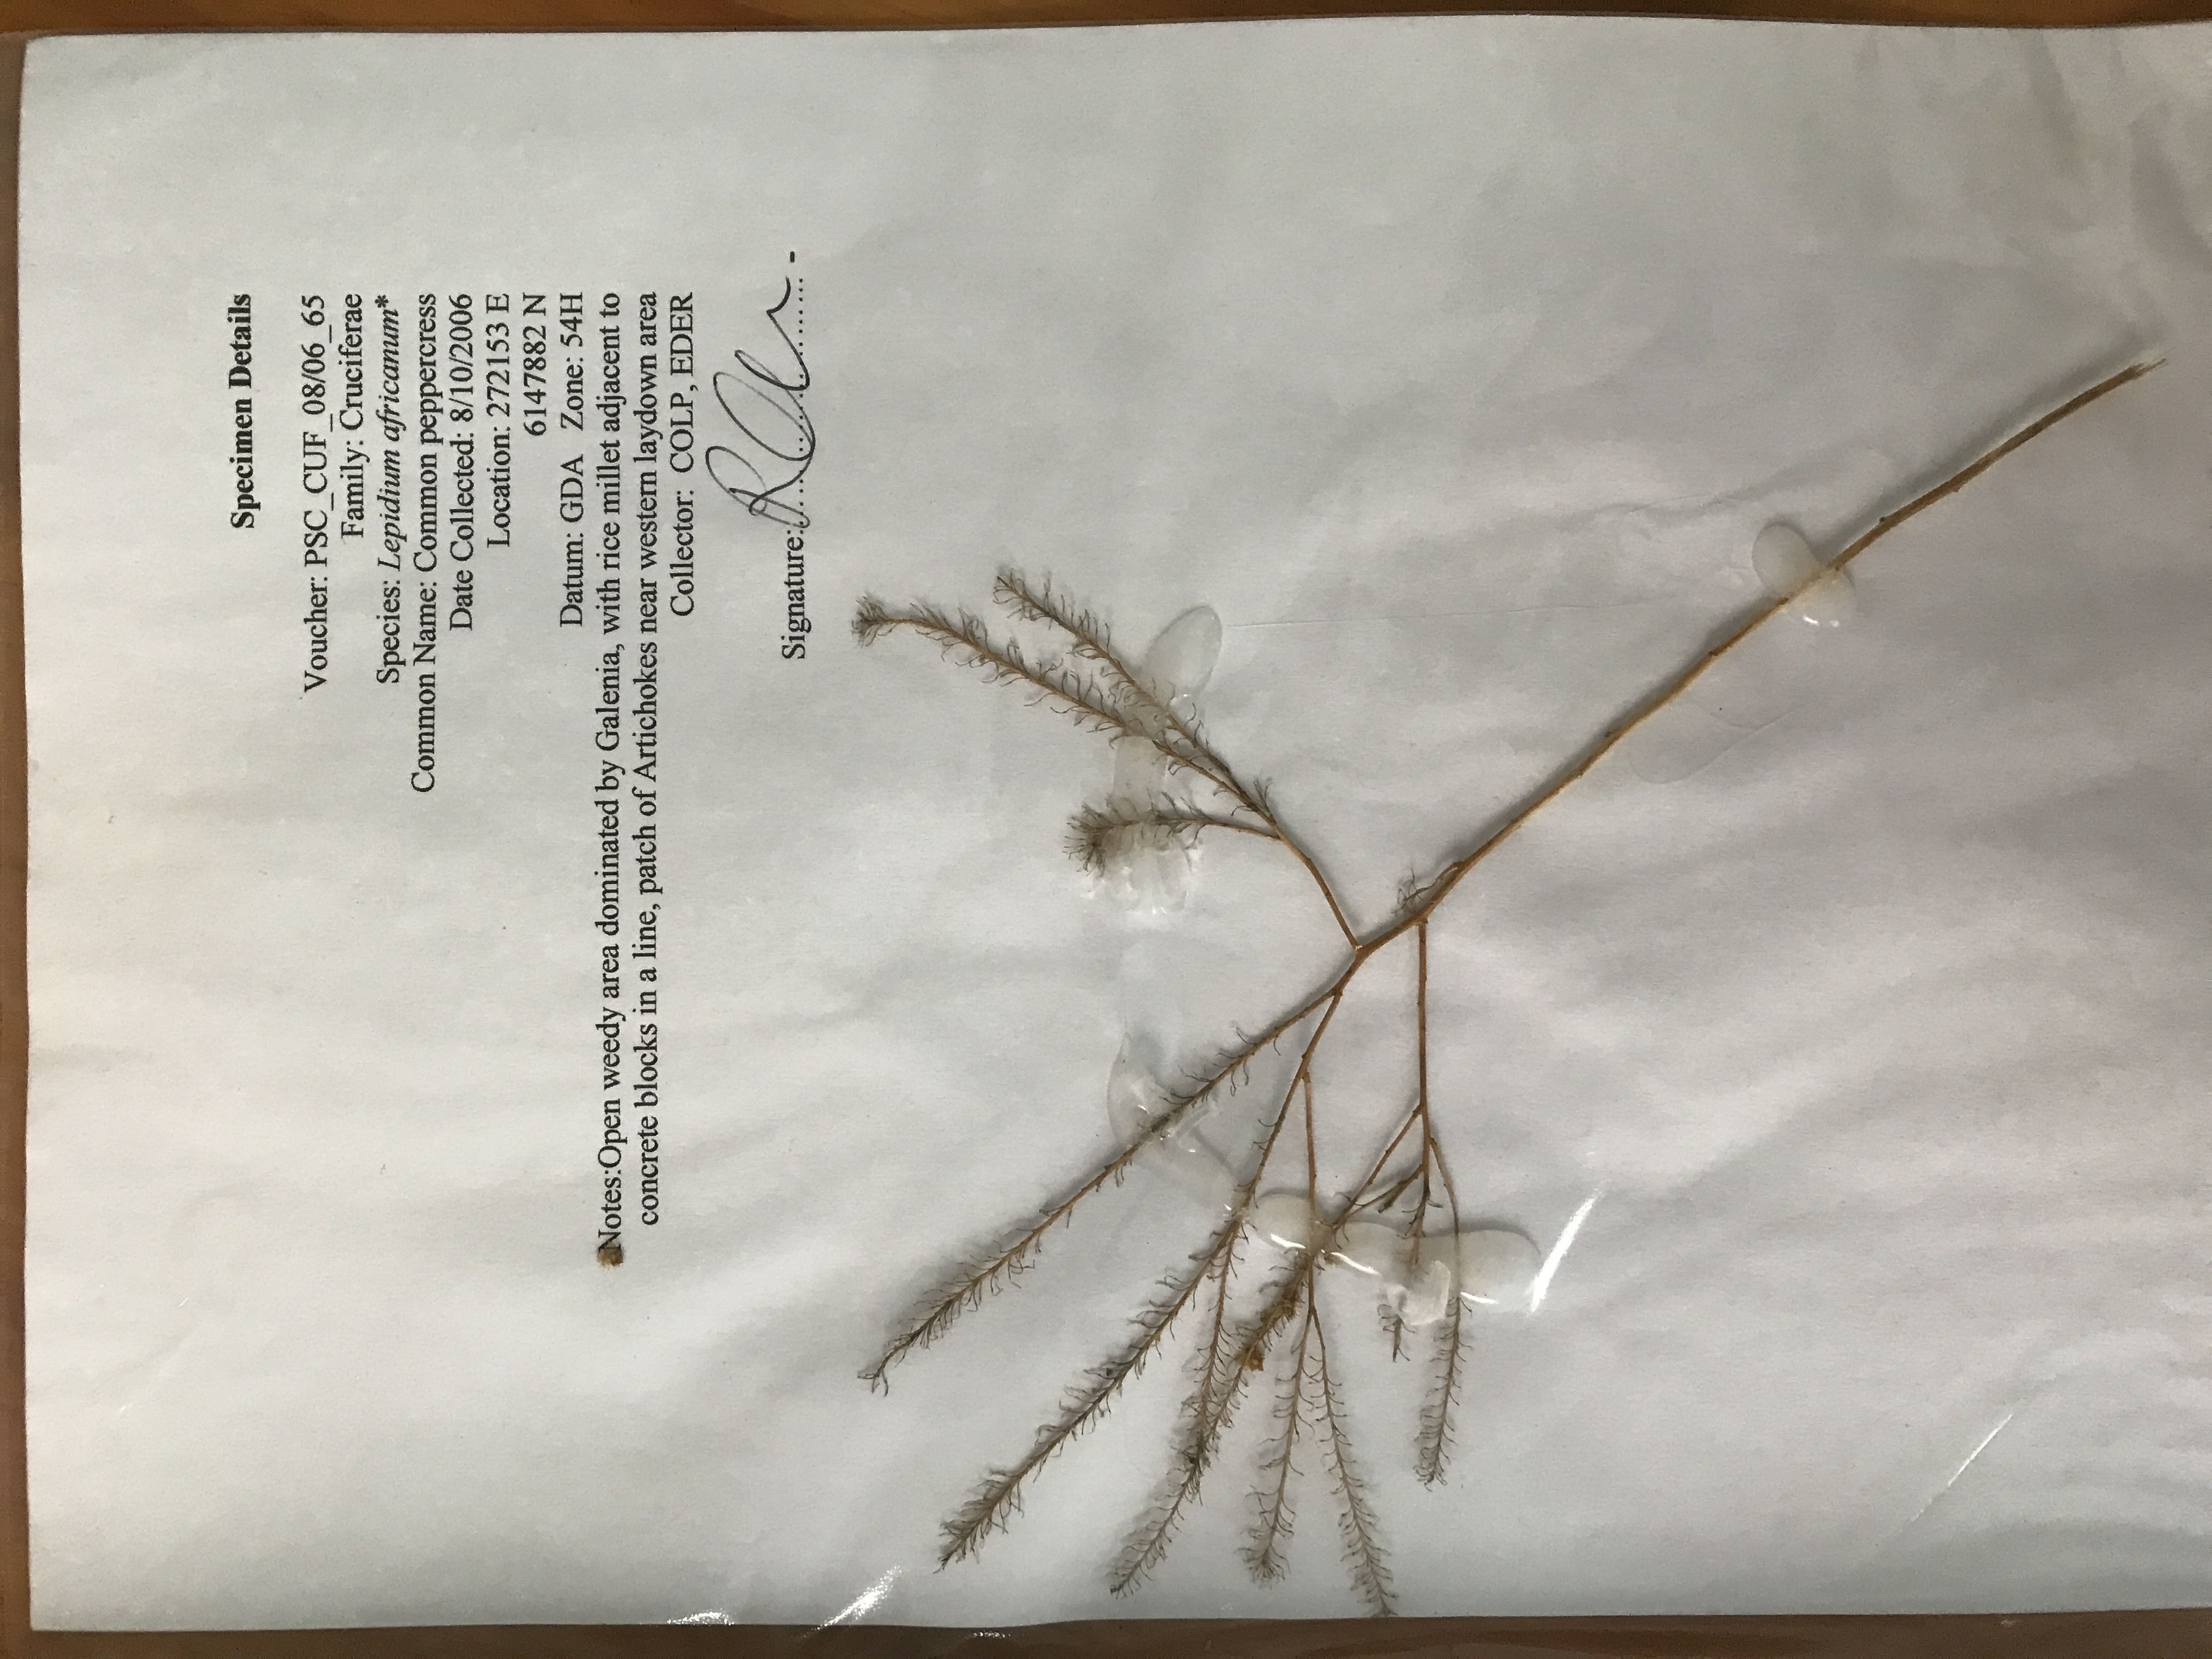 Specimen Details
Voucher: PSC_CUF_08/06_65
Family: Cruciferae
Species: Lepidium africanum*
Common Name: Common peppercress
Date Collected: 8/10/2006
Location: 272153 E
6147882 N
Datum: GDA Zone: 54H
Notes:Open weedy area dominated by Galenia, with rice millet adjacent to
concrete blocks in a line, patch of Artichokes near western laydown area
Collector: COLP, EDER
Signature:........................... -